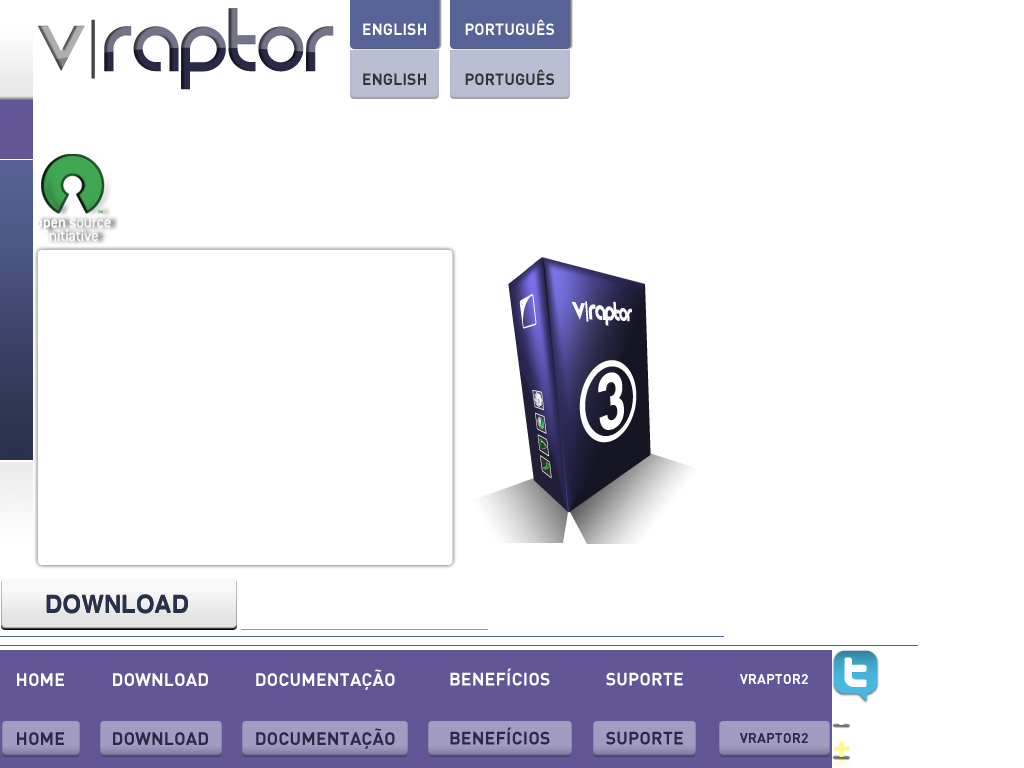 v|raptor
ENGLISH PORTUGUÊS
ENGLISH PORTUGUÊS
open source
initiative
v|raptor
3
DOWNLOAD
HOME DOWNLOAD DOCUMENTAÇÃO BENEFÍCIOS SUPORTE VRAPTOR2
HOME DOWNLOAD DOCUMENTAÇÃO BENEFÍCIOS SUPORTE VRAPTOR2